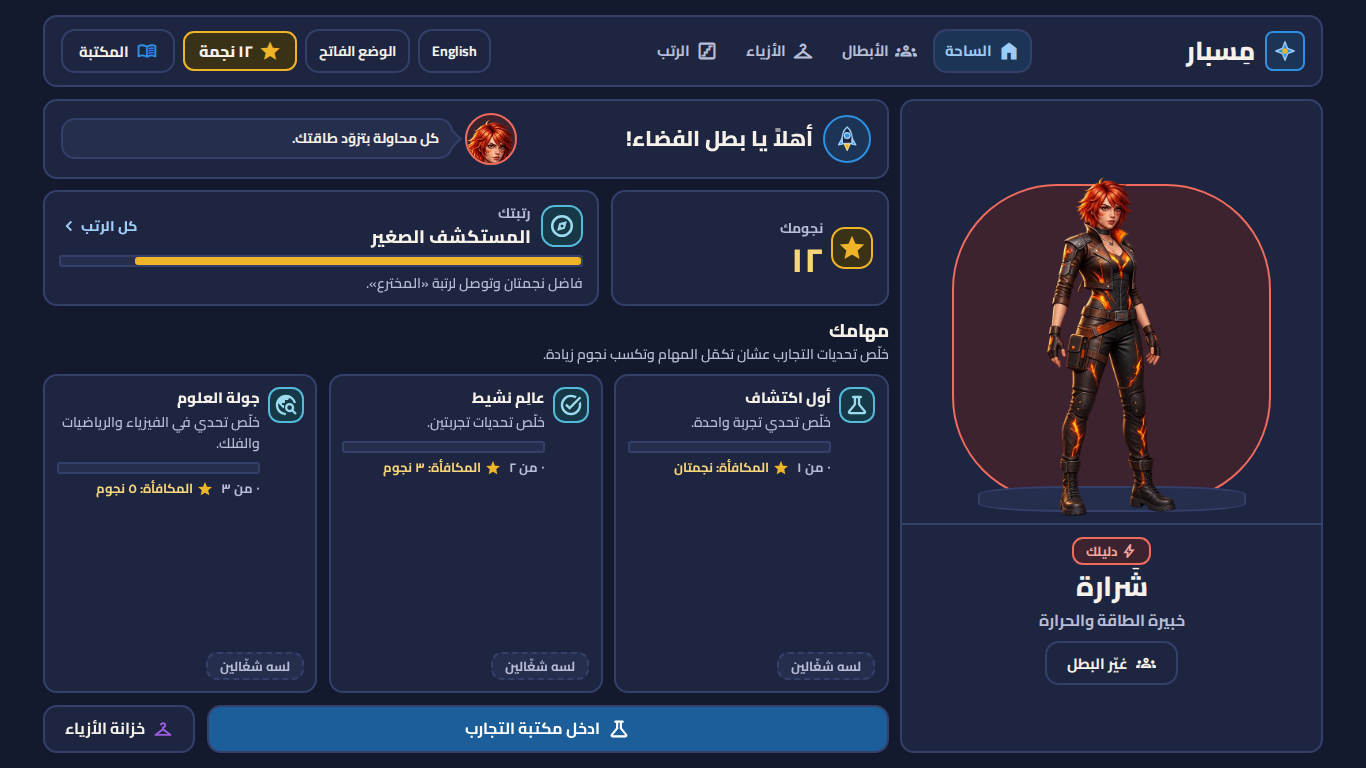 مِسبار
الساحة
الأبطال
الأزياء
الرتب
English
الوضع الفاتح
١٢ نجمة
المكتبة
أهلاً يا بطل الفضاء!
كل محاولة بتزوّد طاقتك.
نجومك
١٢
رتبتك
المستكشف الصغير
كل الرتب
فاضل نجمتان وتوصل لرتبة «المخترع».
مهامك
خلّص تحديات التجارب عشان تكمّل المهام وتكسب نجوم زيادة.
أول اكتشاف
خلّص تحدي تجربة واحدة.
٠ من ١ المكافأة: نجمتان
لسه شغّالين
عالِم نشيط
خلّص تحديات تجربتين.
٠ من ٢ المكافأة: ٣ نجوم
لسه شغّالين
جولة العلوم
خلّص تحدي في الفيزياء والرياضيات
والفلك.
٠ من ٣ المكافأة: ٥ نجوم
لسه شغّالين
ادخل مكتبة التجارب
خزانة الأزياء
دليلك
شَرارة
خبيرة الطاقة والحرارة
غيّر البطل